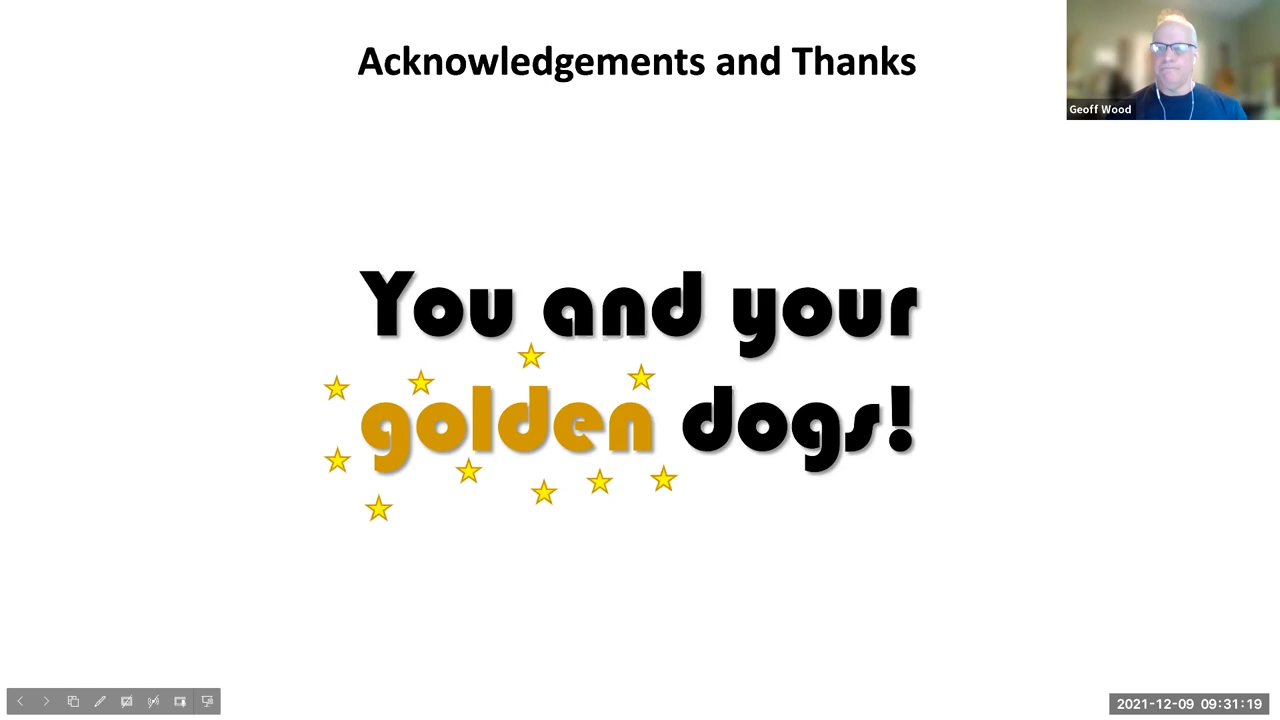 Acknowledgements and Thanks
Geoff Wood
You and your
golden dogs!
2021-12-09 09:31:19